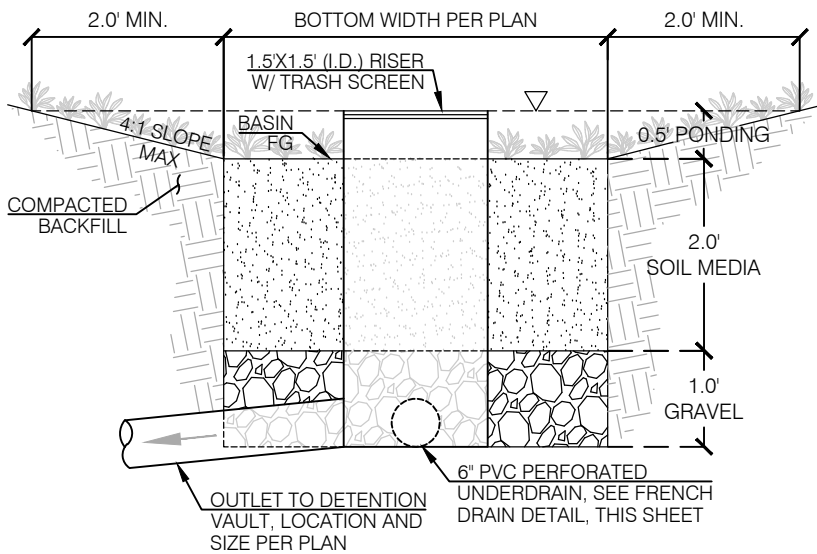 2.0' MIN.
BOTTOM WIDTH PER PLAN
2.0' MIN.
1.5'X1.5' (I.D.) RISER
W/ TRASH SCREEN
4:1 SLOPE
MAX
BASIN
FG
0.5' PONDING
COMPACTED
BACKFILL
2.0'
SOIL MEDIA
1.0'
GRAVEL
OUTLET TO DETENTION
VAULT, LOCATION AND
SIZE PER PLAN
6" PVC PERFORATED
UNDERDRAIN, SEE FRENCH
DRAIN DETAIL, THIS SHEET